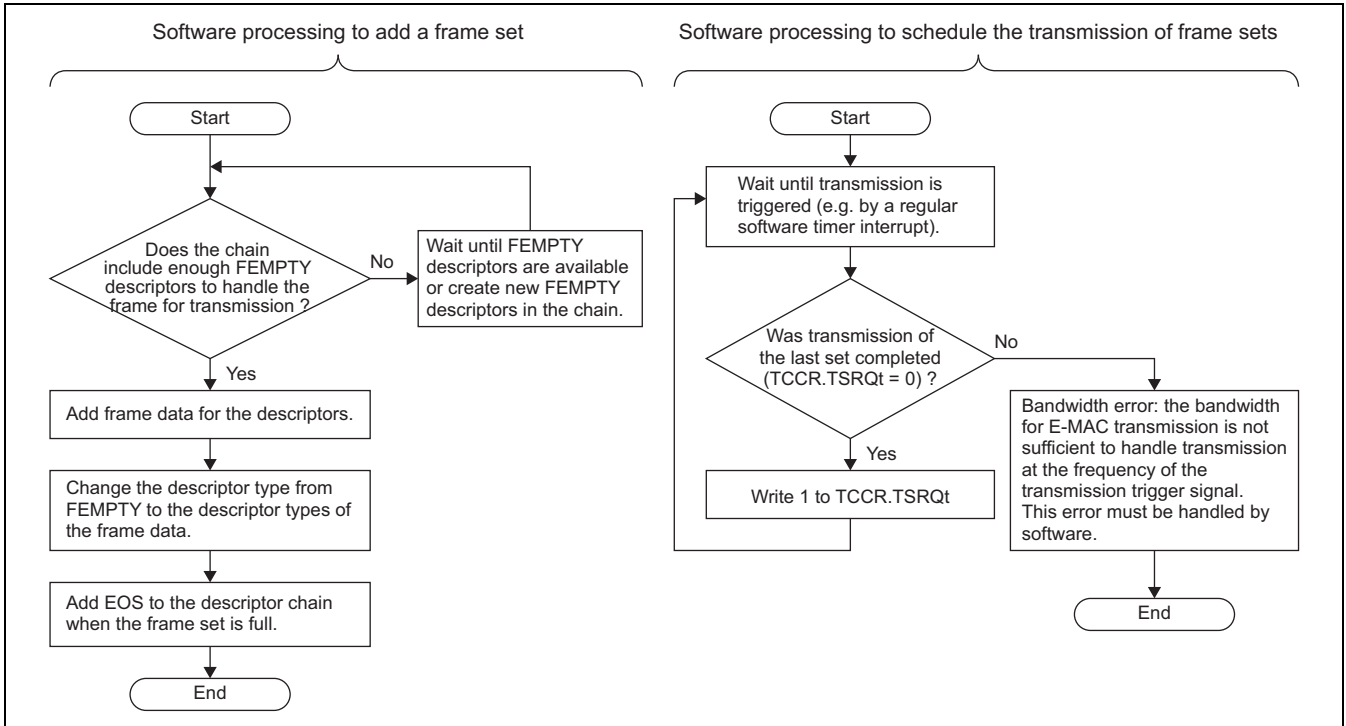 Software processing to add a frame set
Start
Does the chain
include enough FEMPTY
descriptors to handle the
frame for transmission ?
No
Wait until FEMPTY
descriptors are available
or create new FEMPTY
descriptors in the chain.
Yes
Add frame data for the descriptors.
Change the descriptor type from
FEMPTY to the descriptor types of
the frame data.
Add EOS to the descriptor chain
when the frame set is full.
End
Software processing to schedule the transmission of frame sets
Start
Wait until transmission is
triggered (e.g. by a regular
software timer interrupt).
Was transmission of
the last set completed
(TCCR.TSRQt = 0) ?
No
Yes
Write 1 to TCCR.TSRQt
Bandwidth error: the bandwidth
for E-MAC transmission is not
sufficient to handle transmission
at the frequency of the
transmission trigger signal.
This error must be handled by
software.
End